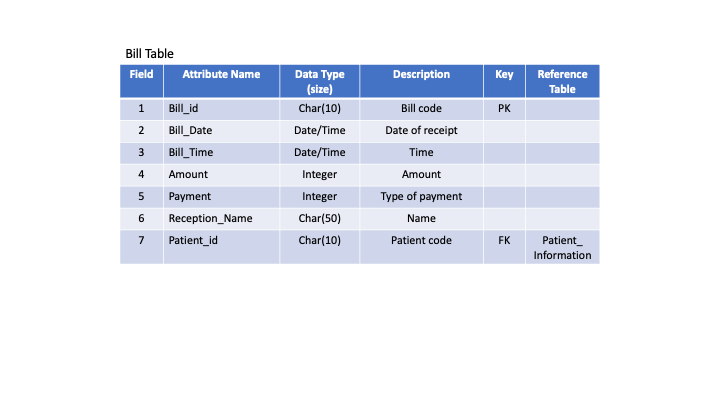 Bill Table
Field Attribute Name Data Type (size) Description Key Reference Table
1 Bill_id Char(10) Bill code PK
2 Bill_Date Date/Time Date of receipt
3 Bill_Time Date/Time Time
4 Amount Integer Amount
5 Payment Integer Type of payment
6 Reception_Name Char(50) Name
7 Patient_id Char(10) Patient code FK Patient_ Information